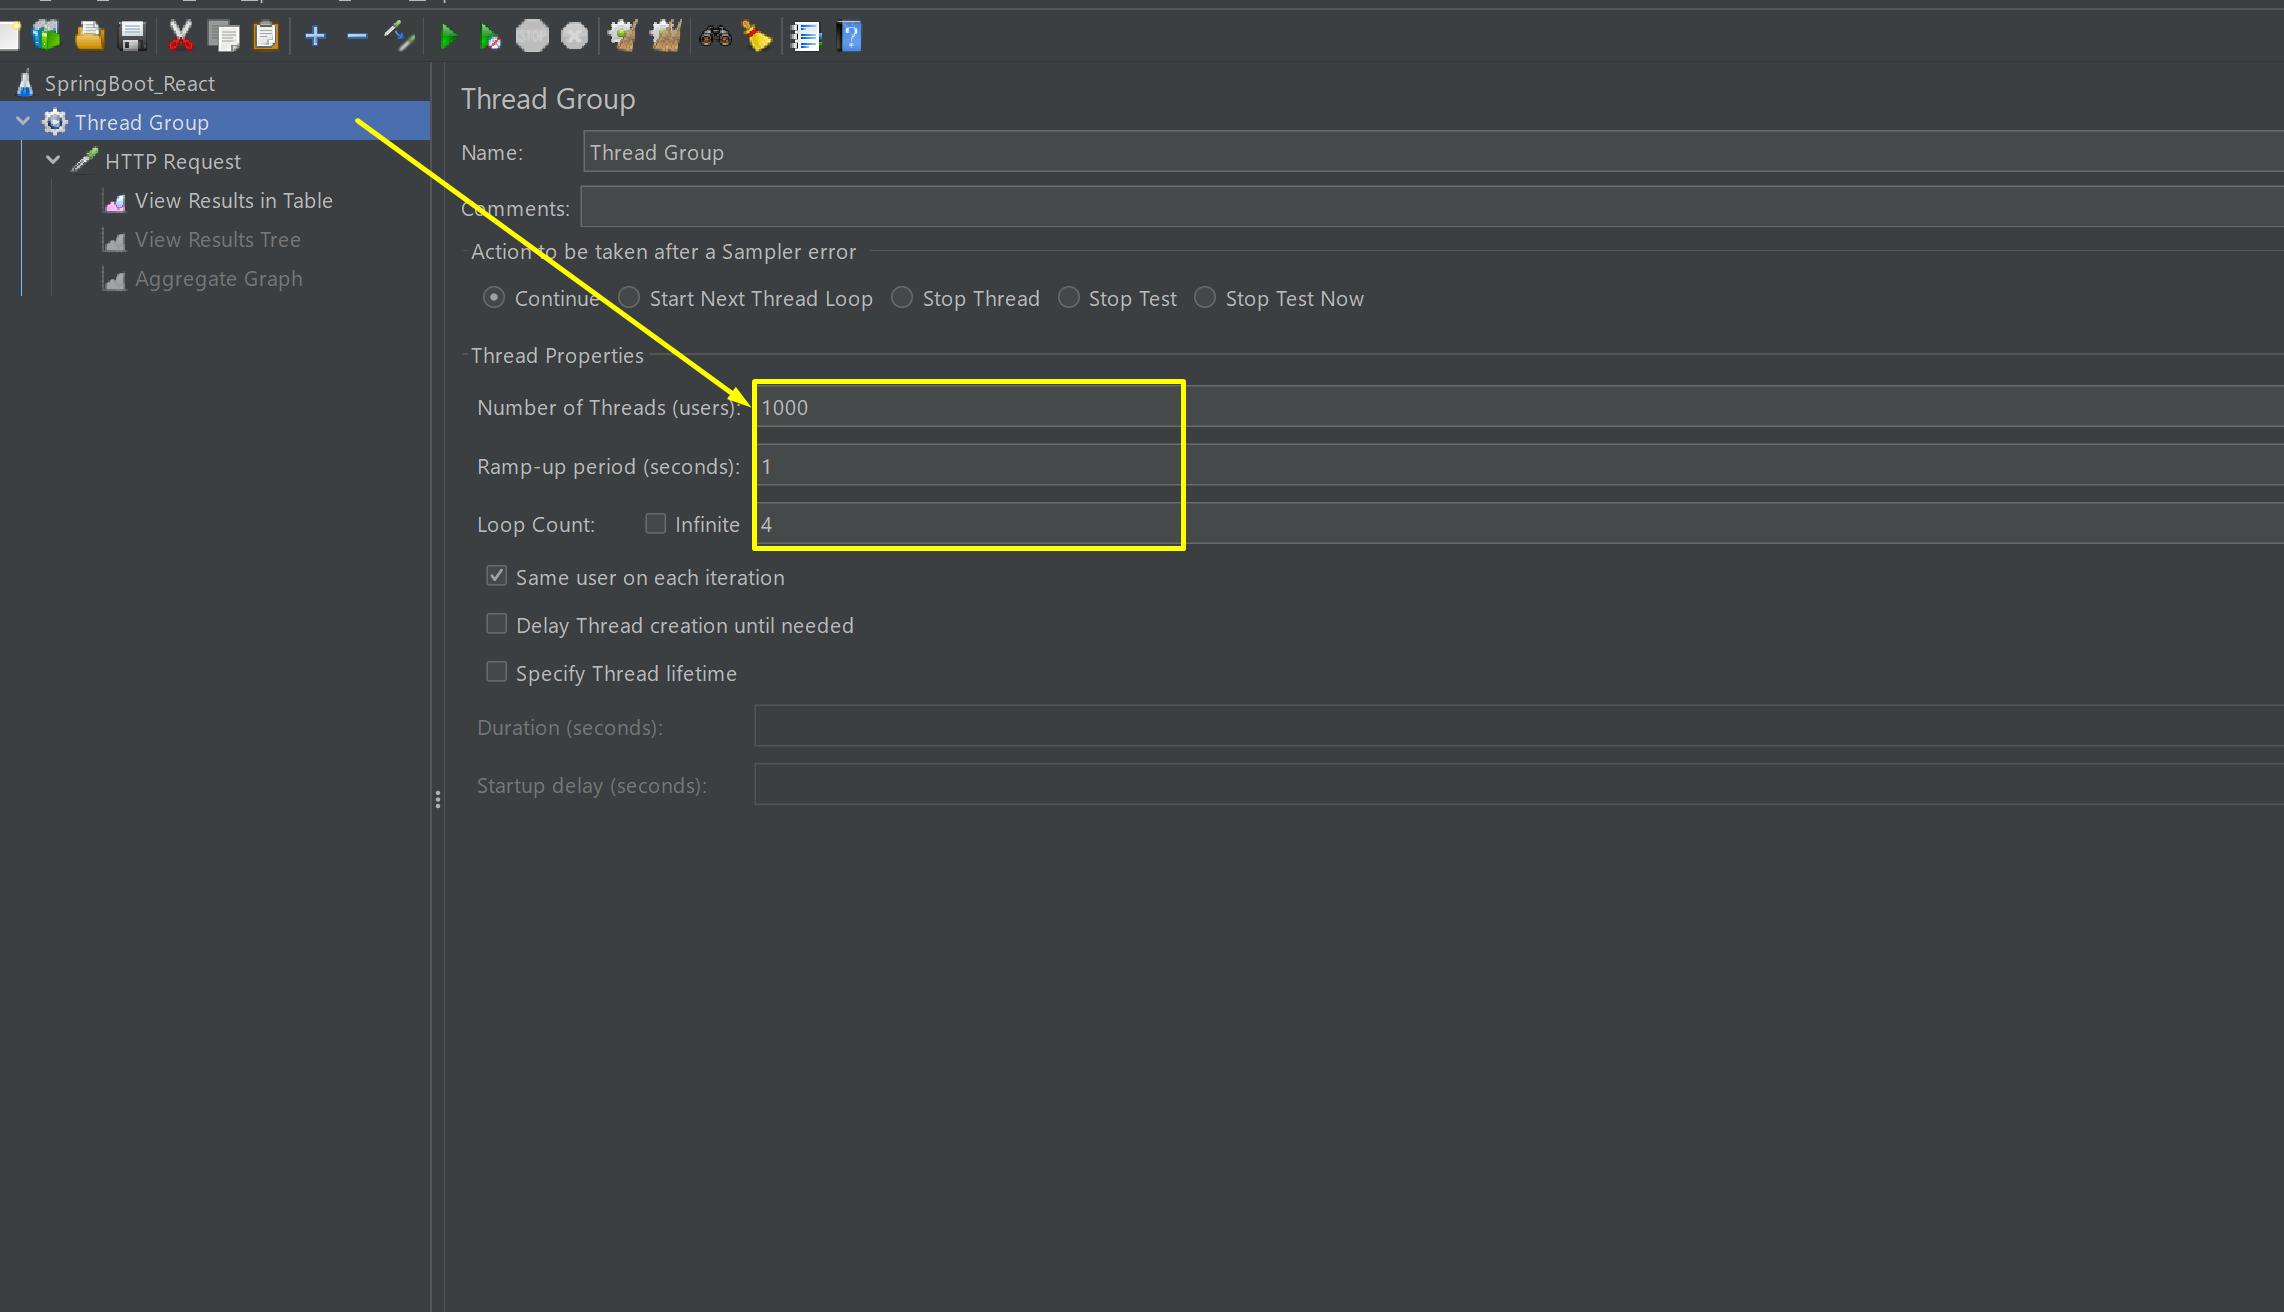 STOP
SpringBoot_React
Thread Group
HTTP Request
View Results in Table
View Results Tree
Aggregate Graph
Thread Group
Name: Thread Group
Comments:
Action to be taken after a Sampler error
Continue Start Next Thread Loop Stop Thread Stop Test Stop Test Now
Thread Properties
Number of Threads (users): 1000
Ramp-up period (seconds): 1
Loop Count: Infinite 4
Same user on each iteration
Delay Thread creation until needed
Specify Thread lifetime
Duration (seconds):
Startup delay (seconds):